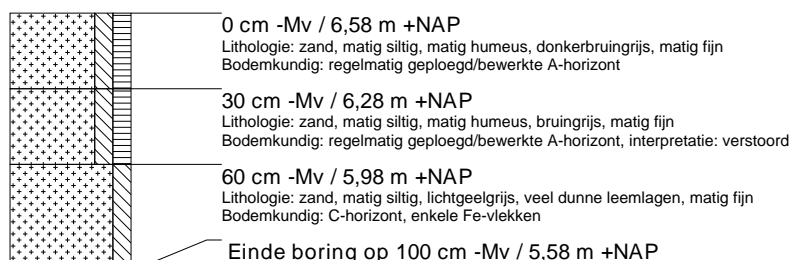 0 cm -Mv / 6,58 m +NAP
Lithologie: zand, matig siltig, matig humeus, donkerbruingrijs, matig fijn
Bodemkundig: regelmatig geploegd/bewerkte A-horizont
30 cm -Mv / 6,28 m +NAP
Lithologie: zand, matig siltig, matig humeus, bruingrijs, matig fijn
Bodemkundig: regelmatig geploegd/bewerkte A-horizont, interpretatie: verstoord
60 cm -Mv / 5,98 m +NAP
Lithologie: zand, matig siltig, lichtgeelgrijs, veel dunne leemlagen, matig fijn
Bodemkundig: C-horizont, enkele Fe-vlekken
Einde boring op 100 cm -Mv / 5,58 m +NAP